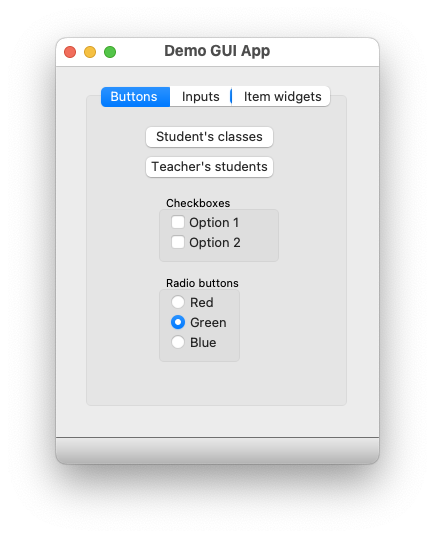 Demo GUI App
Buttons Inputs Item widgets
Student's classes
Teacher's students
Checkboxes
Option 1
Option 2
Radio buttons
Red
Green
Blue